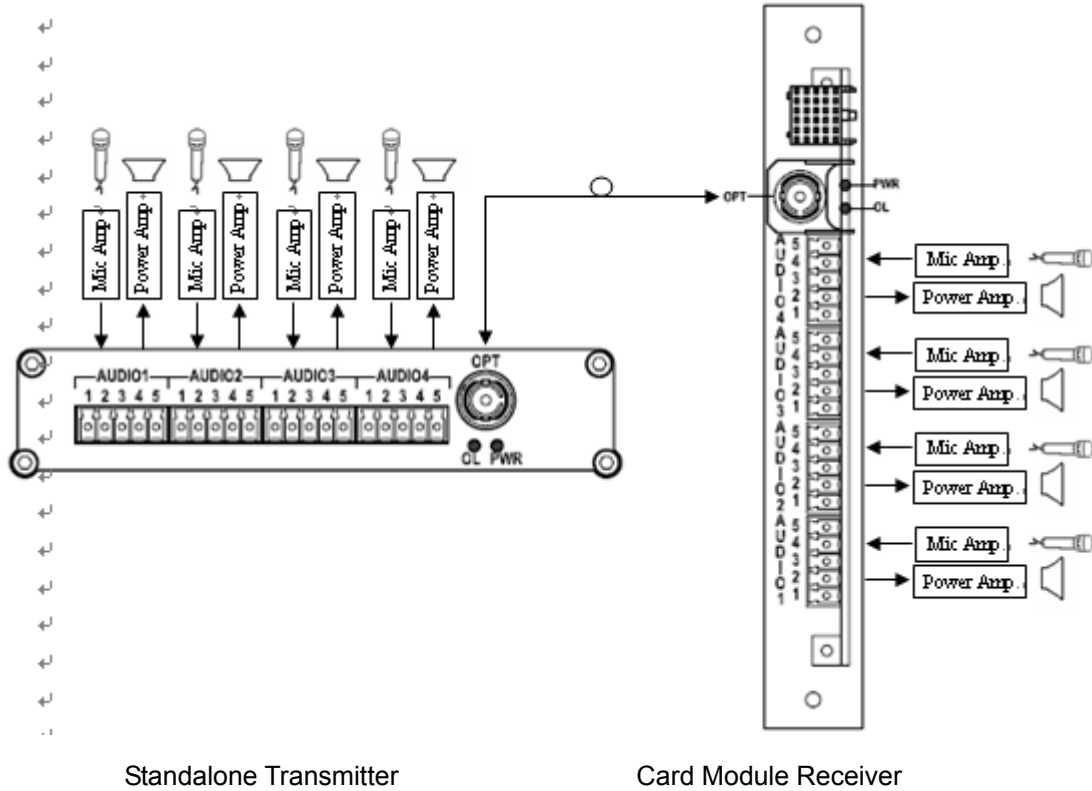 Mic Amp
Power Amp
Mic Amp
Power Amp
Mic Amp
Power Amp
Mic Amp
Power Amp
AUDIO1 AUDIO2 AUDIO3 AUDIO4
1 2 3 4 5 1 2 3 4 5 1 2 3 4 5 1 2 3 4 5
OPT
OL PWR
OPT
PWR
OL
AUDIO4
5
4
3
2
1
Mic Amp.
Power Amp.
AUDIO3
5
4
3
2
1
Mic Amp.
Power Amp.
AUDIO2
5
4
3
2
1
Mic Amp.
Power Amp.
AUDIO1
5
4
3
2
1
Mic Amp.
Power Amp.
Standalone Transmitter
Card Module Receiver